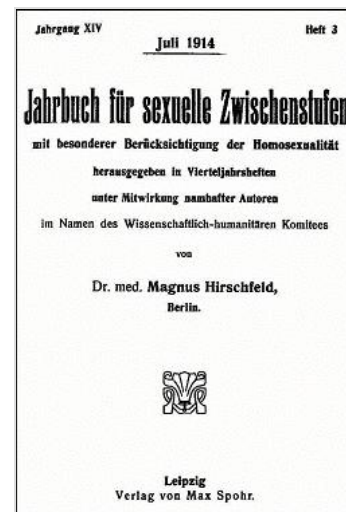 Jahrgang XIV Heft 3
Juli 1914
Jahrbuch für sexuelle Zwischenstufen
mit besonderer Berücksichtigung der Homosexualität
herausgegeben in Vierteljahrsheften
unter Mitwirkung namhafter Autoren
im Namen des Wissenschaftlich-humanitären Komitees
von
Dr. med. Magnus Hirschfeld,
Berlin.
Leipzig
Verlag von Max Spohr.